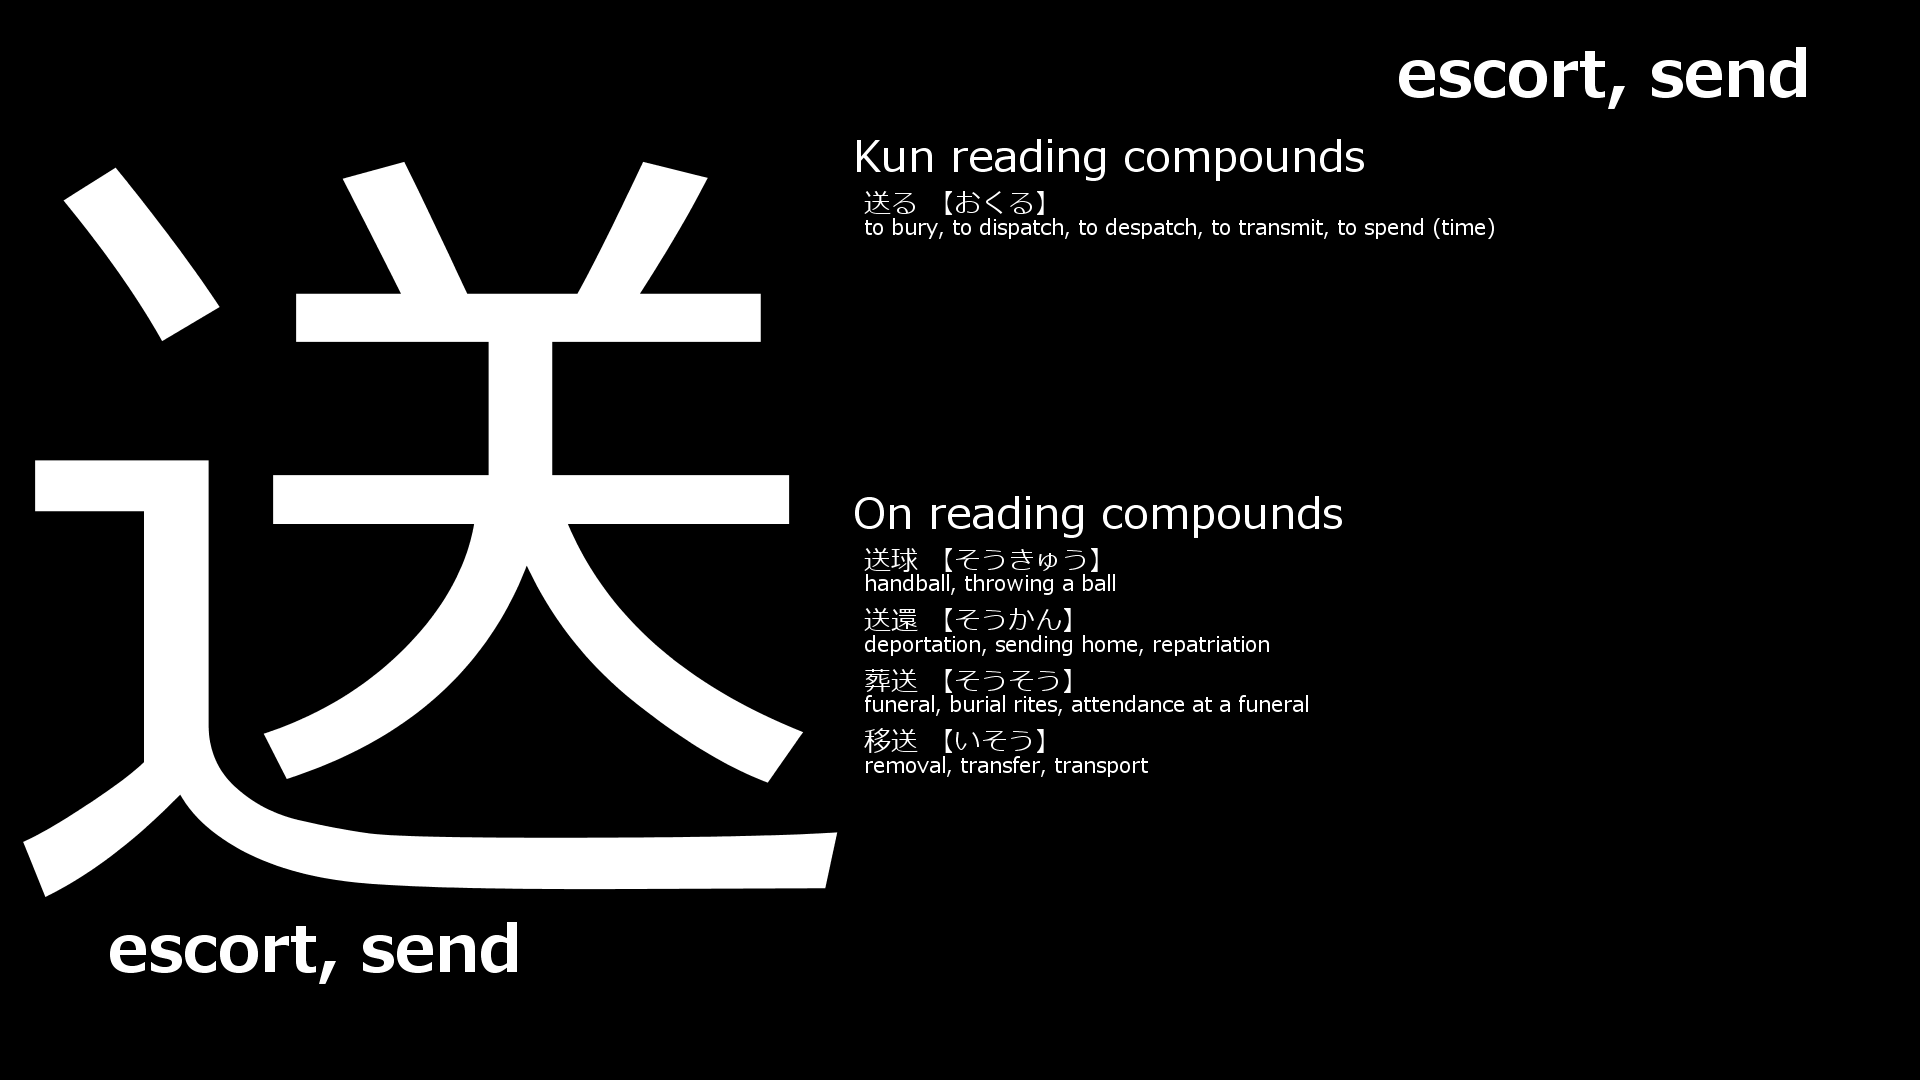 escort, send
送
Kun reading compounds
送る 【おくる】
to bury, to dispatch, to despatch, to transmit, to spend (time)
On reading compounds
送球 【そうきゅう】
handball, throwing a ball
送還 【そうかん】
deportation, sending home, repatriation
葬送 【そうそう】
funeral, burial rites, attendance at a funeral
移送 【いそう】
removal, transfer, transport
escort, send